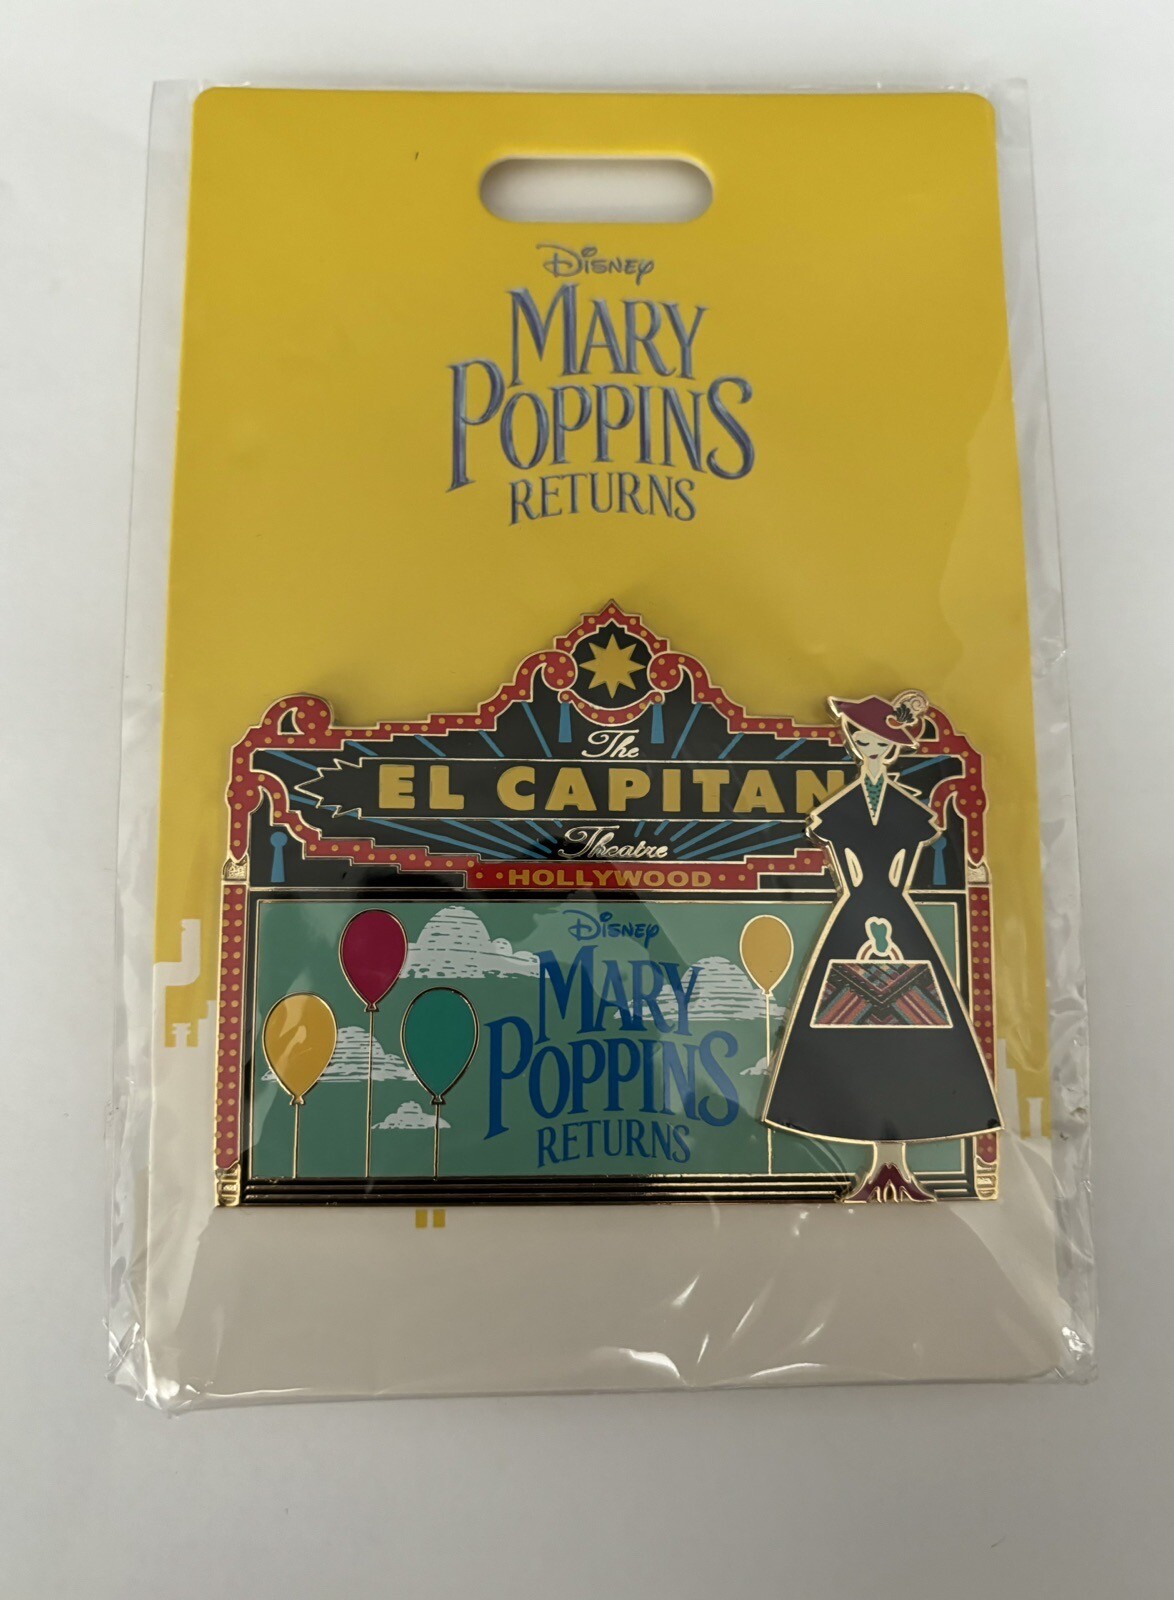 Disney
MARY
POPPINS
RETURNS
The
EL CAPITAN
Theatre
HOLLYWOOD
Disney
MARY
POPPINS
RETURNS